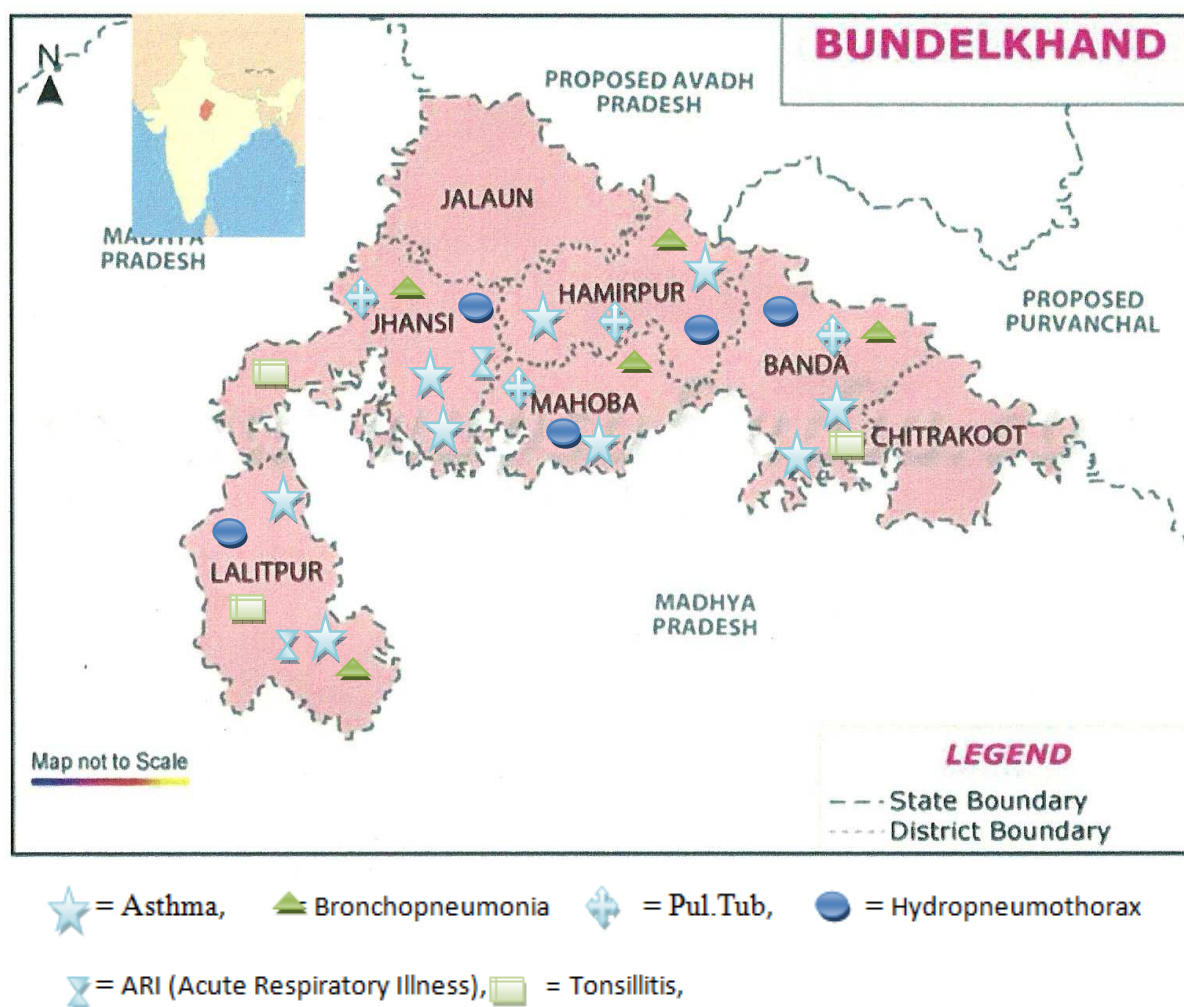 BUNDELKHAND
N
PROPOSED AVADH
PRADESH
JALAUN
MADHYA
PRADESH
HAMIRPUR
PROPOSED
PURVANCHAL
JHANSI
BANDA
MAHOBA
CHITRAKOOT
LALITPUR
MADHYA
PRADESH
Map not to Scale
LEGEND
State Boundary
District Boundary
= Asthma, = Bronchopneumonia = Pul.Tub, = Hydropneumothorax
= ARI (Acute Respiratory Illness), = Tonsillitis,